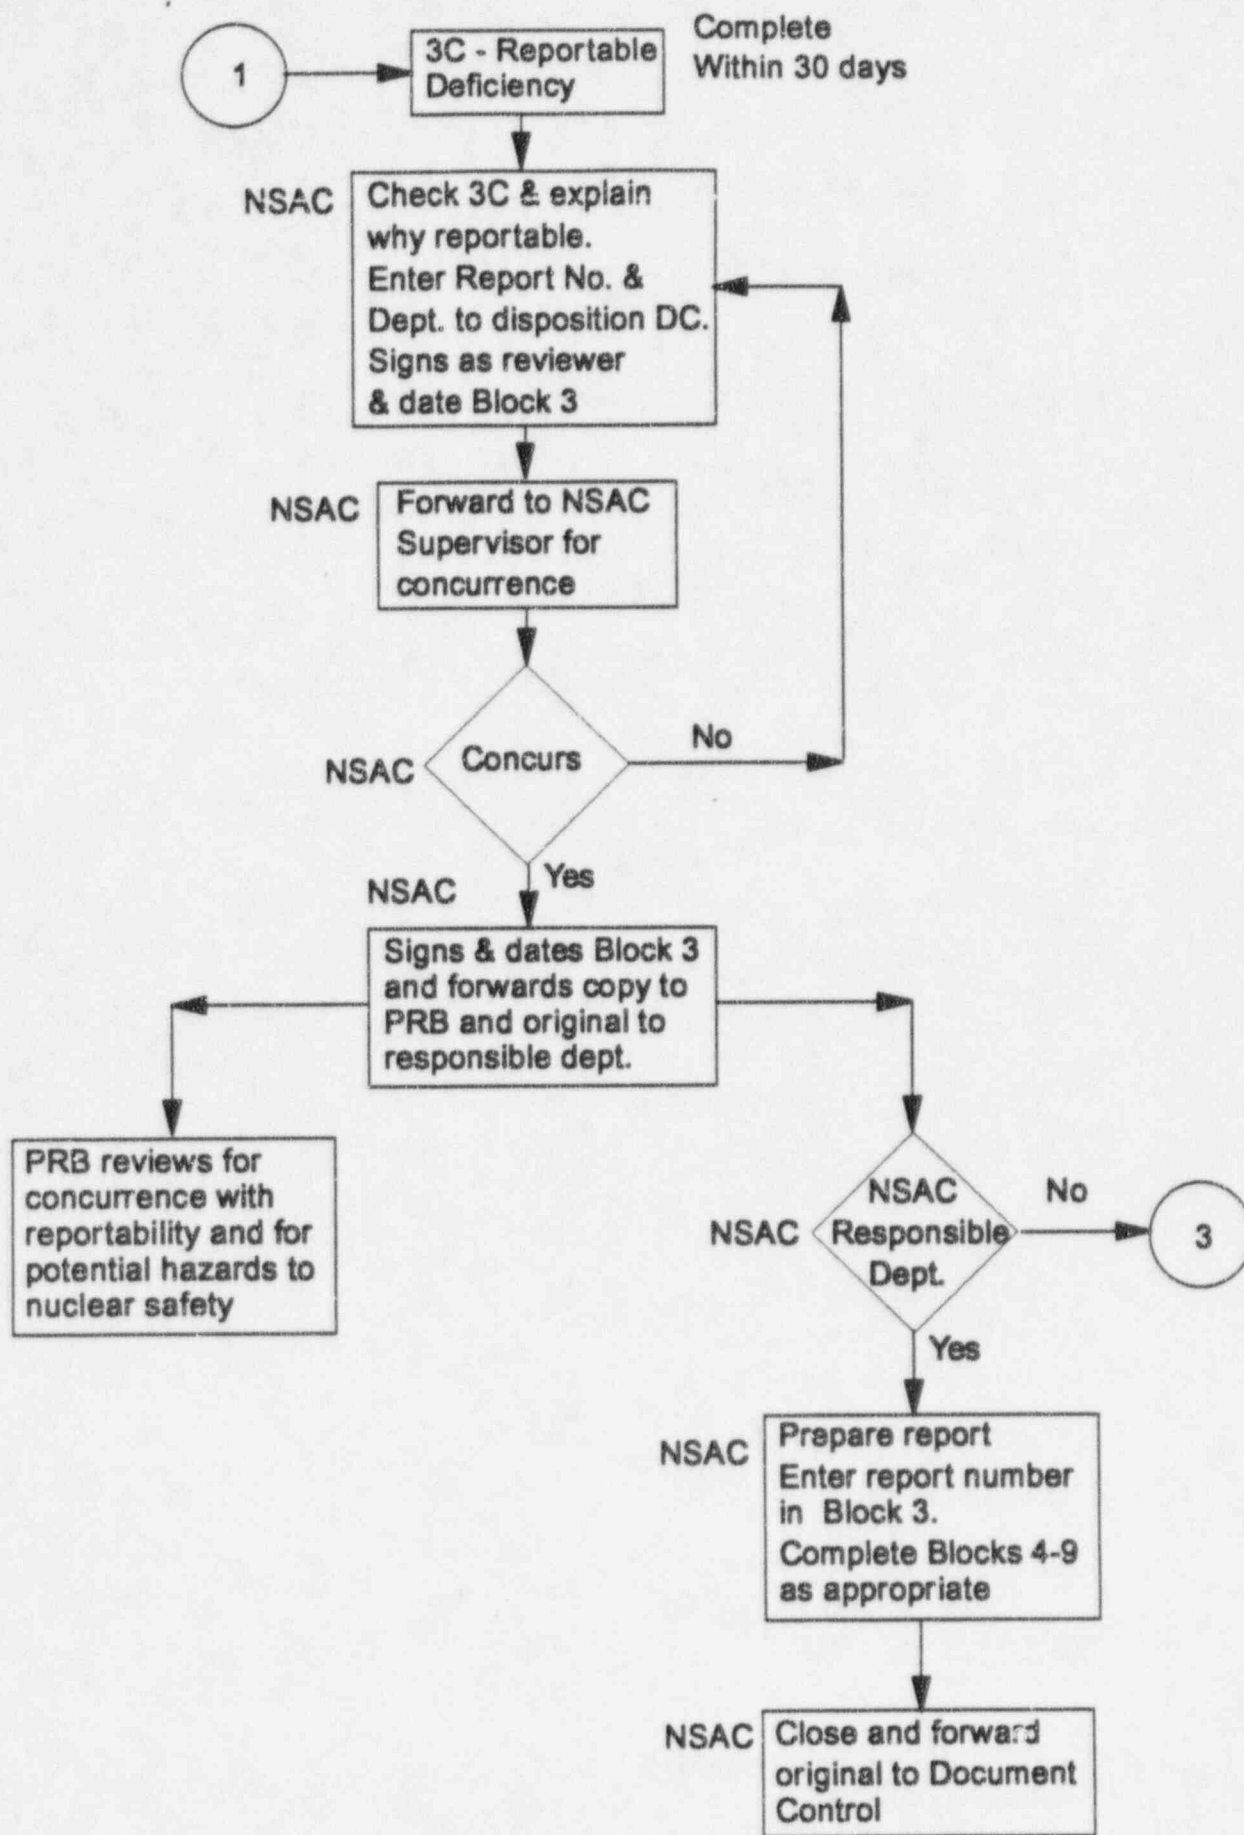 1
3C - Reportable
Deficiency
Complete
Within 30 days
NSAC
Check 3C & explain
why reportable.
Enter Report No. &
Dept. to disposition DC.
Signs as reviewer
& date Block 3
NSAC
Forward to NSAC
Supervisor for
concurrence
NSAC
Concurs
No
Yes
NSAC
Signs & dates Block 3
and forwards copy to
PRB and original to
responsible dept.
PRB reviews for
concurrence with
reportability and for
potential hazards to
nuclear safety
NSAC
NSAC
Responsible
Dept.
No
3
Yes
NSAC
Prepare report
Enter report number
in Block 3.
Complete Blocks 4-9
as appropriate
NSAC
Close and forward
original to Document
Control